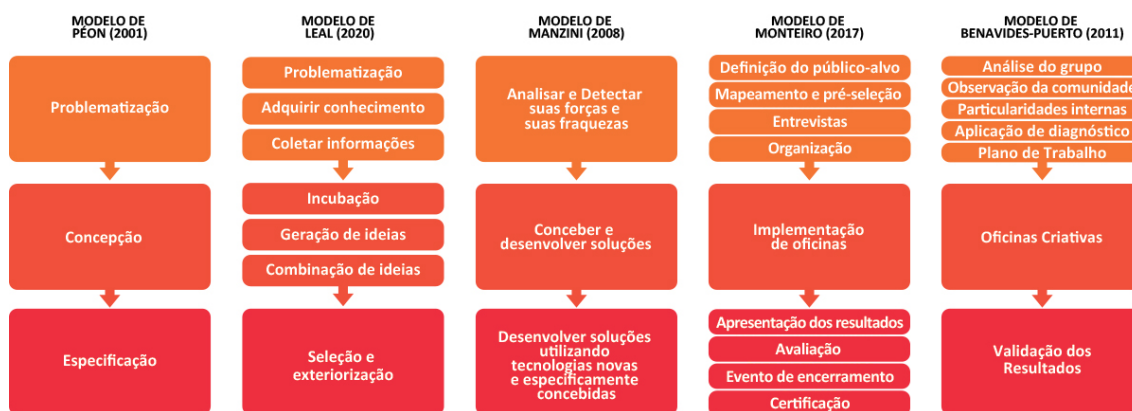 MODELO DE
PÉON (2001)
Problematização
Concepção
Especificação
MODELO DE
LEAL (2020)
Problematização
Adquirir conhecimento
Coletar informações
Incubação
Geração de ideias
Combinação de ideias
Seleção e
exteriorização
MODELO DE
MANZINI (2008)
Analisar e Detectar
suas forças e
suas fraquezas
Conceber e
desenvolver soluções
Desenvolver soluções
utilizando
tecnologias novas
e especificamente
concebidas
MODELO DE
MONTEIRO (2017)
Definição do público-alvo
Mapeamento e pré-seleção
Entrevistas
Organização
Implementação
de oficinas
Apresentação dos resultados
Avaliação
Evento de encerramento
Certificação
MODELO DE
BENAVIDES-PUERTO (2011)
Análise do grupo
Observação da comunidade
Particularidades internas
Aplicação de diagnóstico
Plano de Trabalho
Oficinas Criativas
Validação dos
Resultados